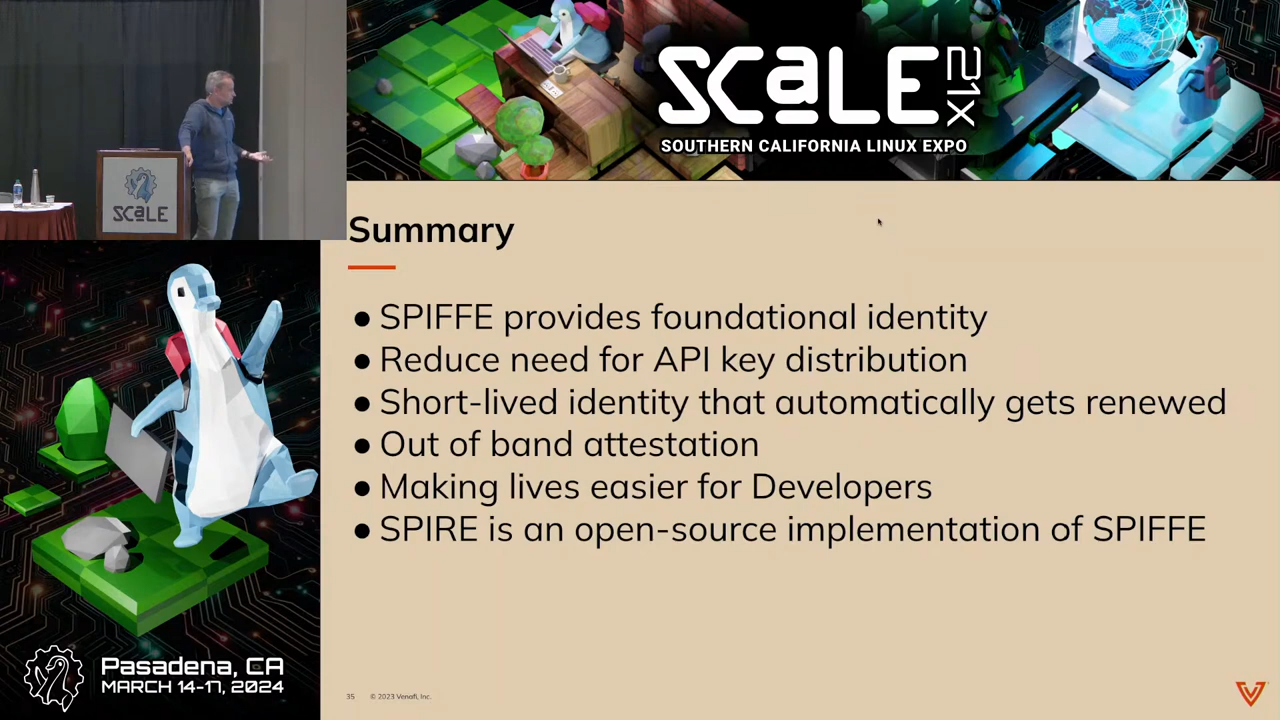 SCaLE 21X
SOUTHERN CALIFORNIA LINUX EXPO
SCaLE
Summary
● SPIFFE provides foundational identity
● Reduce need for API key distribution
● Short-lived identity that automatically gets renewed
● Out of band attestation
● Making lives easier for Developers
● SPIRE is an open-source implementation of SPIFFE
Pasadena, CA
MARCH 14-17, 2024
35 © 2023 Venafi, Inc.